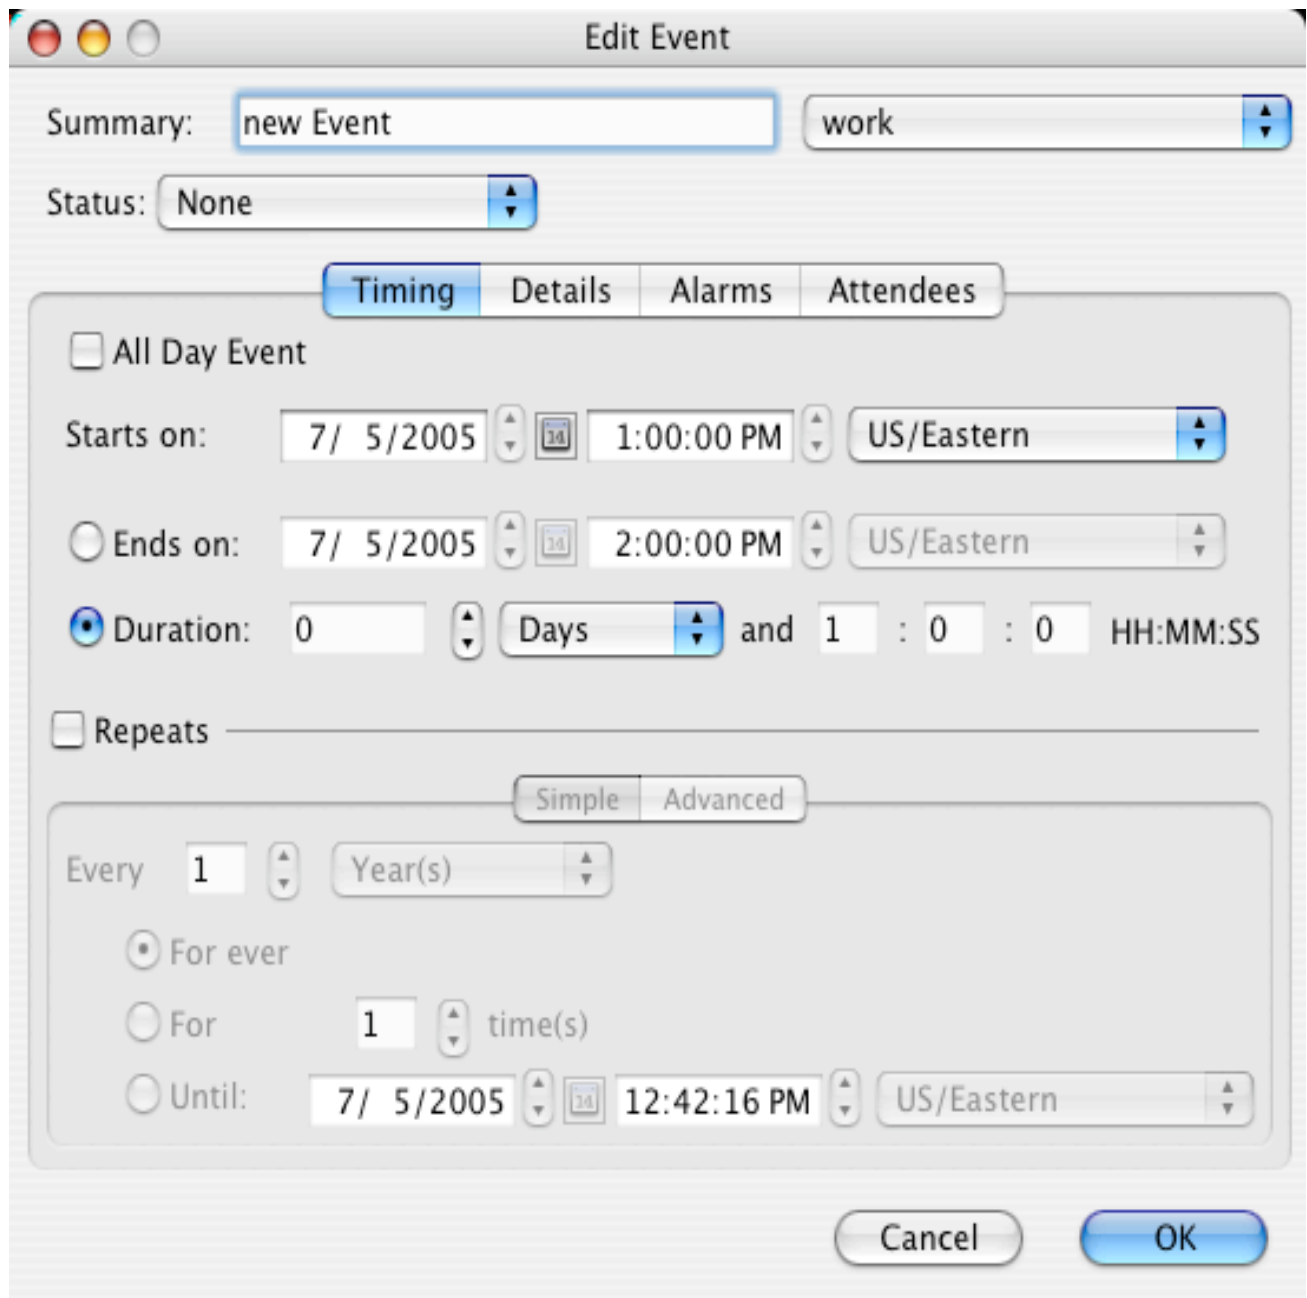 Edit Event
Summary: new Event work
Status: None
Timing Details Alarms Attendees
All Day Event
Starts on: 7/ 5/2005 14 1:00:00 PM US/Eastern
Ends on: 7/ 5/2005 14 2:00:00 PM US/Eastern
Duration: 0 Days and 1 : 0 : 0 HH:MM:SS
Repeats
Simple Advanced
Every 1 Year(s)
For ever
For 1 time(s)
Until: 7/ 5/2005 14 12:42:16 PM US/Eastern
Cancel OK